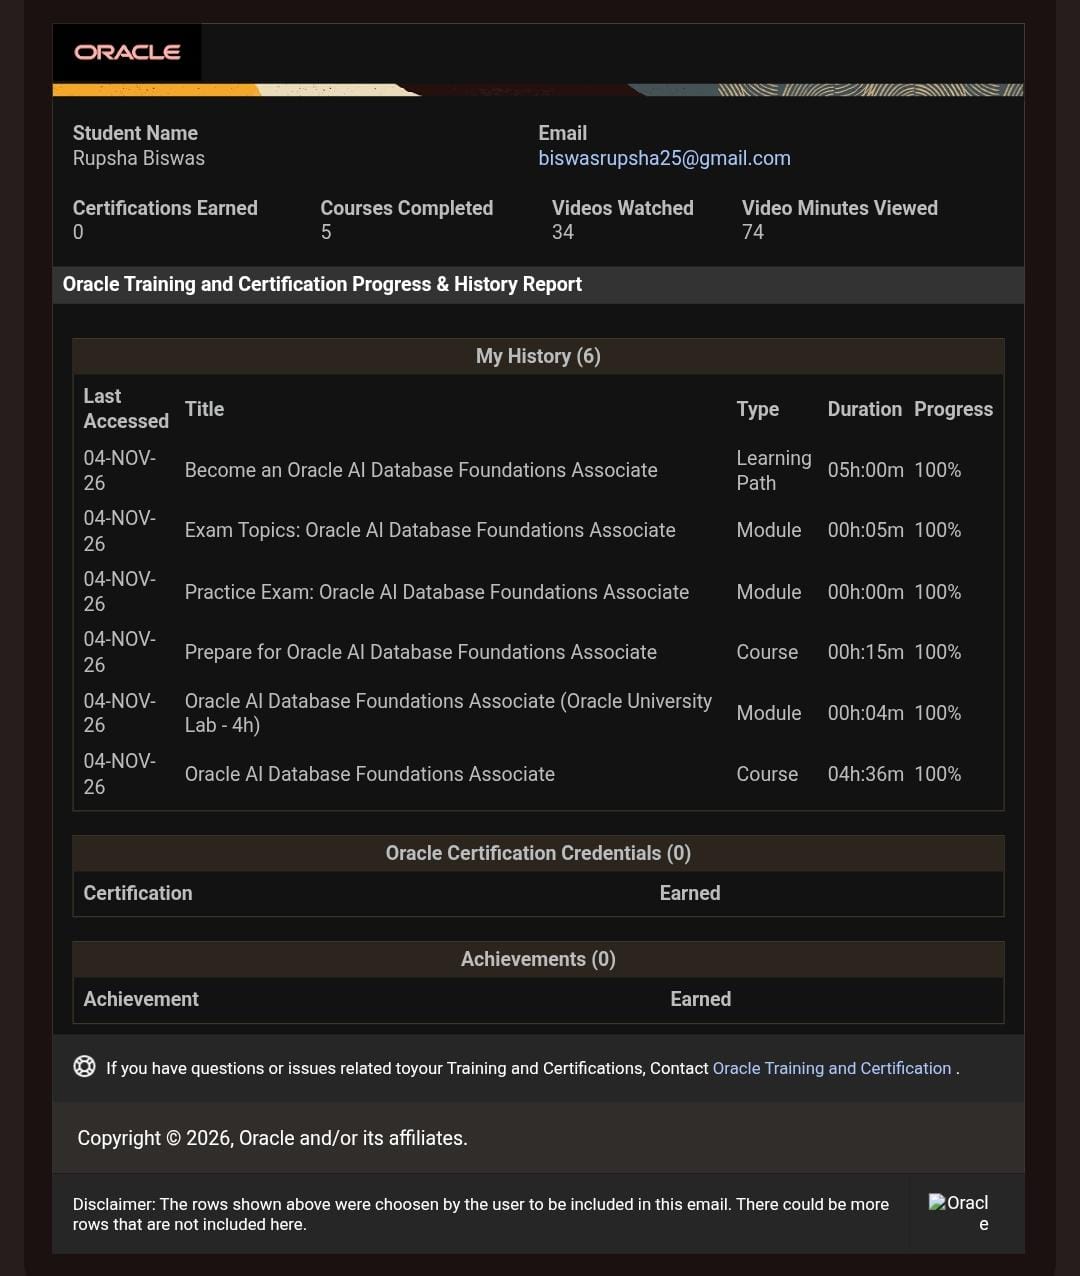 ORACLE
Student Name
Rupsha Biswas
Email
biswasrupsha25@gmail.com
Certifications Earned
0
Courses Completed
5
Videos Watched
34
Video Minutes Viewed
74
Oracle Training and Certification Progress & History Report
My History (6)
Last
Accessed
Title
Type
Duration
Progress
04-NOV-
26
Become an Oracle AI Database Foundations Associate
Learning
Path
05h:00m
100%
04-NOV-
26
Exam Topics: Oracle AI Database Foundations Associate
Module
00h:05m
100%
04-NOV-
26
Practice Exam: Oracle AI Database Foundations Associate
Module
00h:00m
100%
04-NOV-
26
Prepare for Oracle AI Database Foundations Associate
Course
00h:15m
100%
04-NOV-
26
Oracle AI Database Foundations Associate (Oracle University
Lab - 4h)
Module
00h:04m
100%
04-NOV-
26
Oracle AI Database Foundations Associate
Course
04h:36m
100%
Oracle Certification Credentials (0)
Certification
Earned
Achievements (0)
Achievement
Earned
If you have questions or issues related toyour Training and Certifications, Contact Oracle Training and Certification .
Copyright © 2026, Oracle and/or its affiliates.
Disclaimer: The rows shown above were choosen by the user to be included in this email. There could be more
rows that are not included here.
Oracl
e